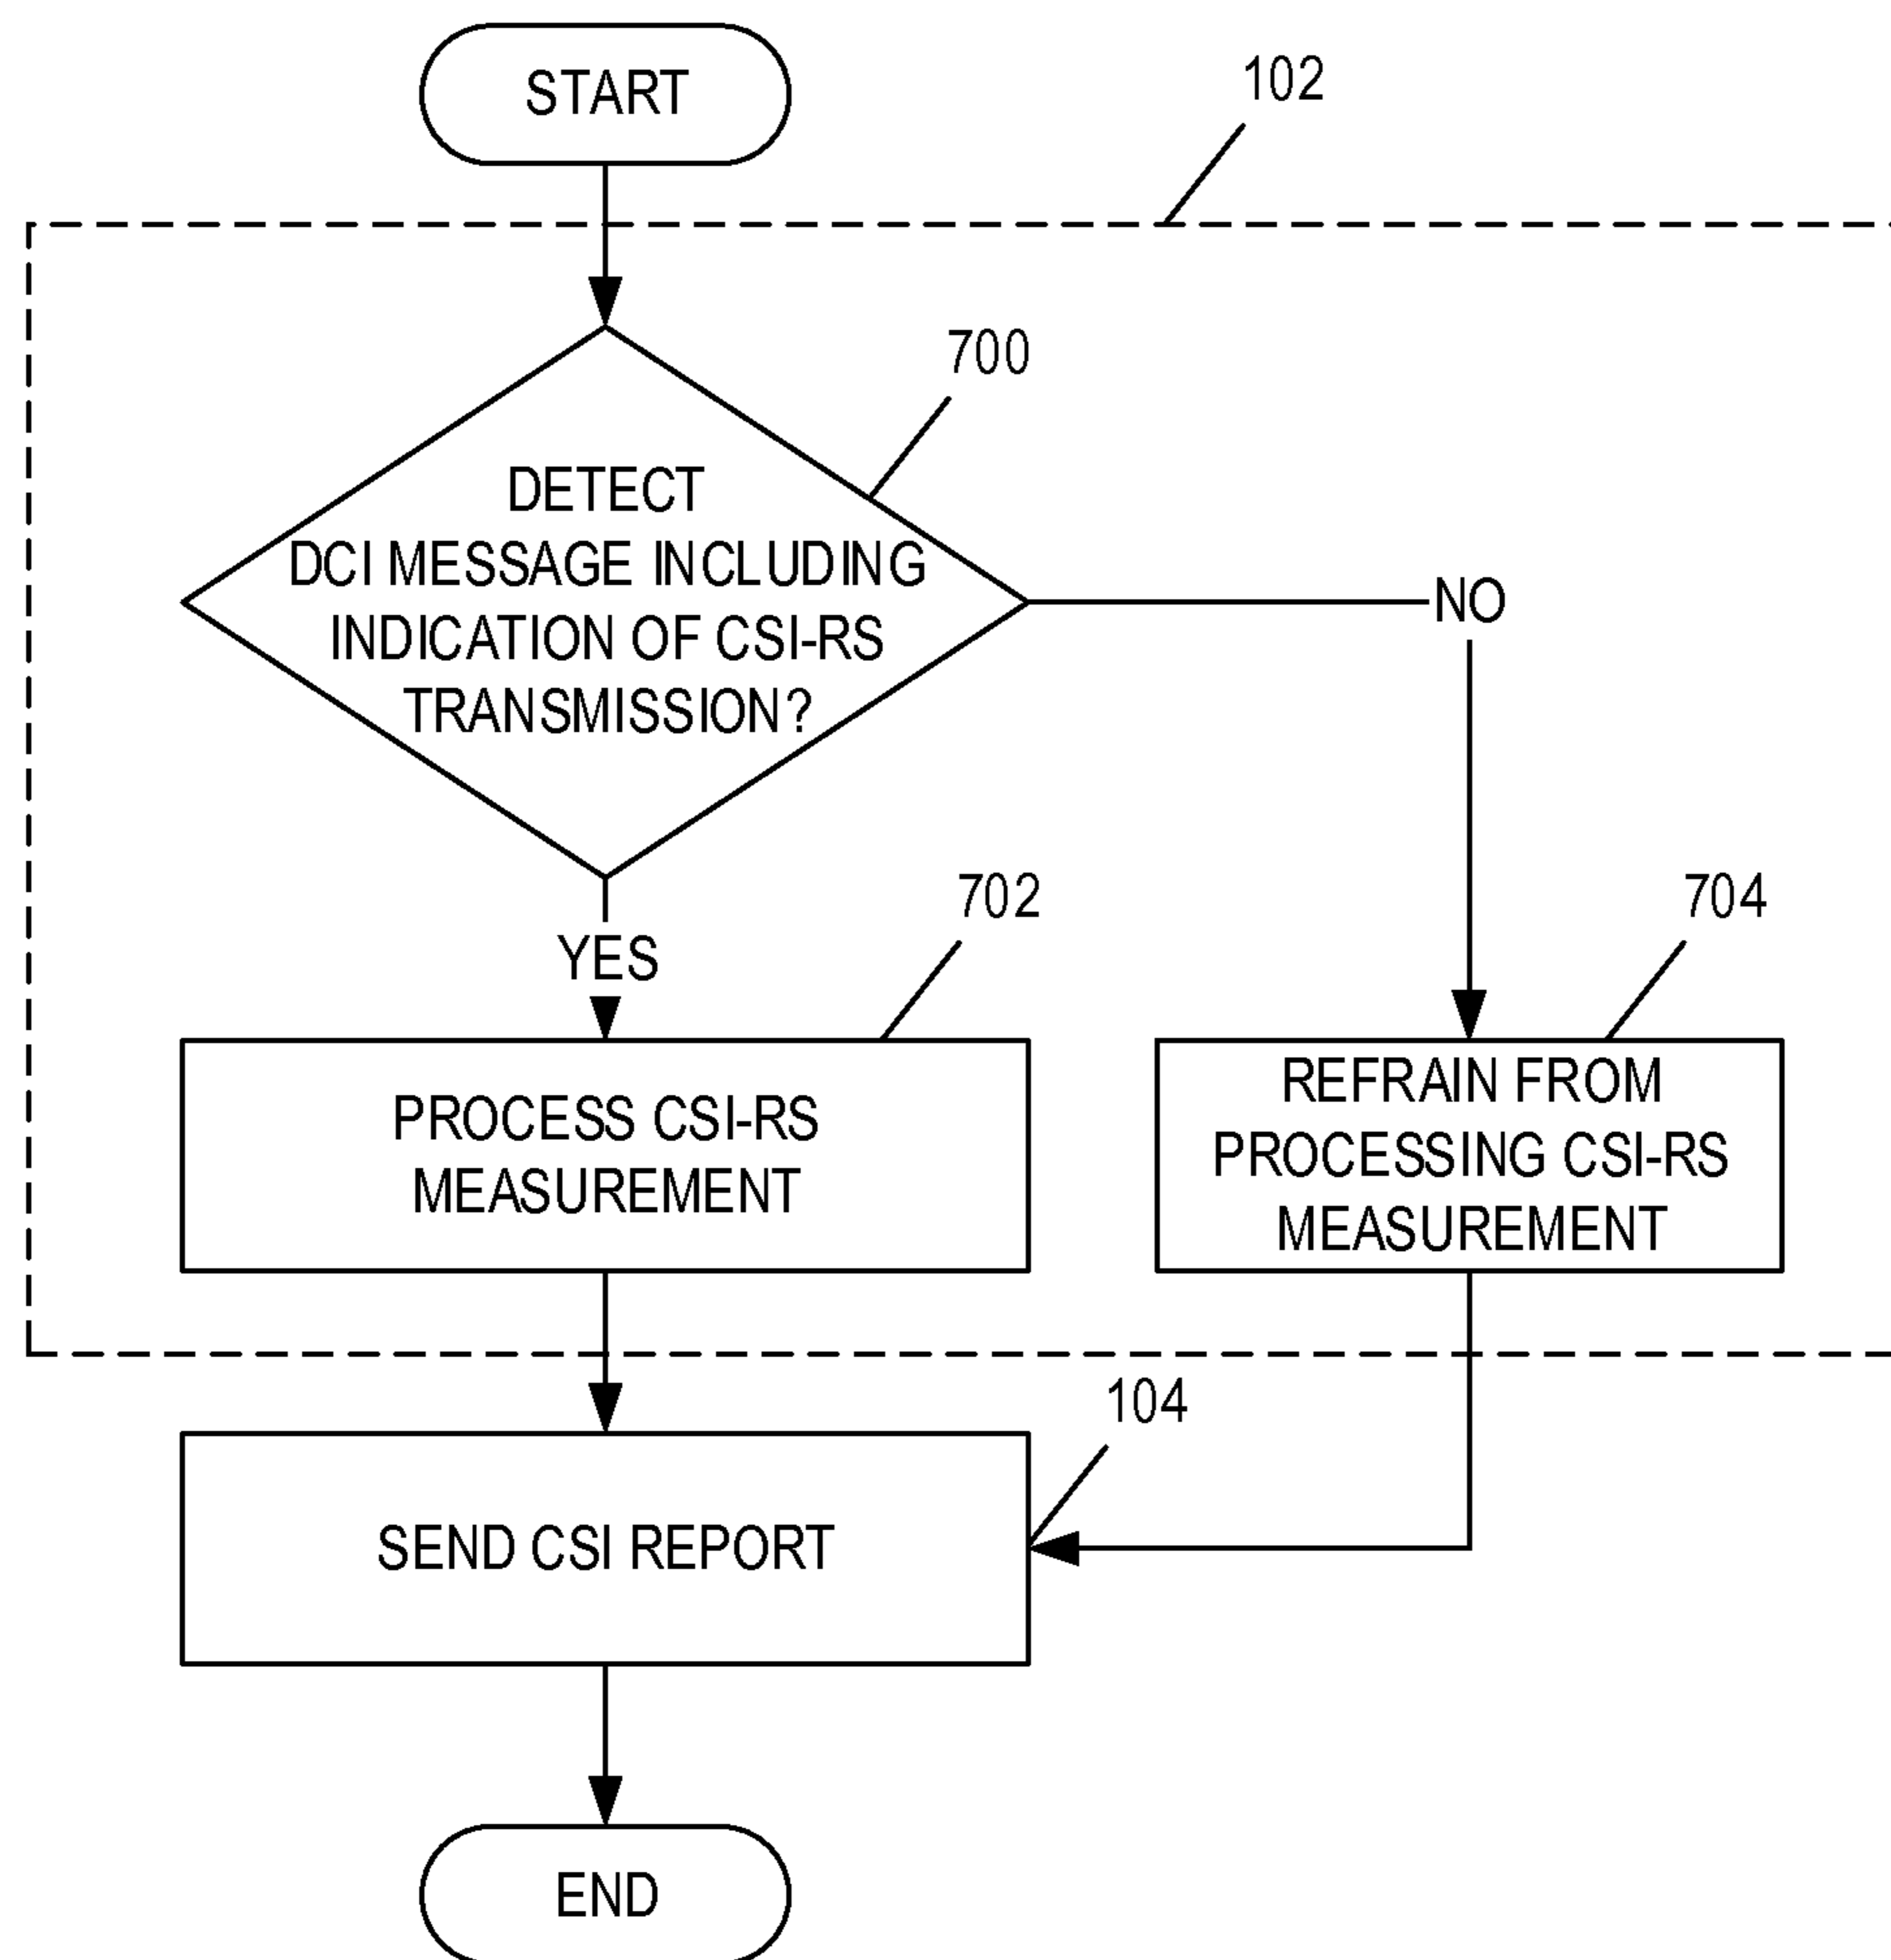 START
102
700
DETECT
DCI MESSAGE INCLUDING
INDICATION OF CSI-RS
TRANSMISSION?
NO
YES
702
704
PROCESS CSI-RS
MEASUREMENT
REFRAIN FROM
PROCESSING CSI-RS
MEASUREMENT
104
SEND CSI REPORT
END